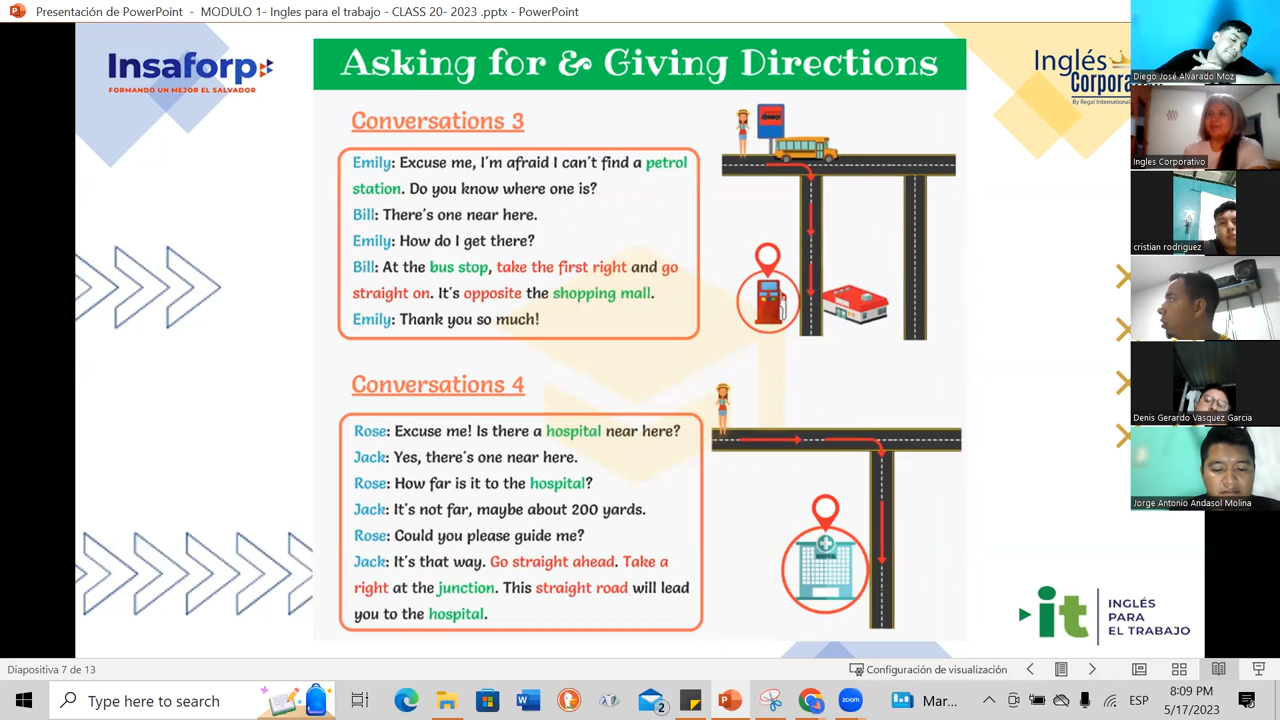 Presentación de PowerPoint - MODULO 1- Ingles para el trabajo - CLASS 20- 2023 .pptx - PowerPoint
Insaforp
FORMANDO UN MEJOR EL SALVADOR
Asking for & Giving Directions
Inglés
By Regal International
Conversations 3
Emily: Excuse me, I'm afraid I can't find a petrol
station. Do you know where one is?
Bill: There's one near here.
Emily: How do I get there?
Bill: At the bus stop, take the first right and go
straight on. It's opposite the shopping mall.
Emily: Thank you so much!
Conversations 4
Rose: Excuse me! Is there a hospital near here?
Jack: Yes, there's one near here.
Rose: How far is it to the hospital?
Jack: It's not far, maybe about 200 yards.
Rose: Could you please guide me?
Jack: It's that way. Go straight ahead. Take a
right at the junction. This straight road will lead
you to the hospital.
it
INGLÉS
PARA
EL TRABAJO
Diego José Alvarado Moz
Ingles Corporativo
cristian rodriguez
Denis Gerardo Vasquez Garcia
Jorge Antonio Andasol Molina
Diapositiva 7 de 13
Configuración de visualización
Type here to search
2
Mar...
ESP
8:09 PM
5/17/2023